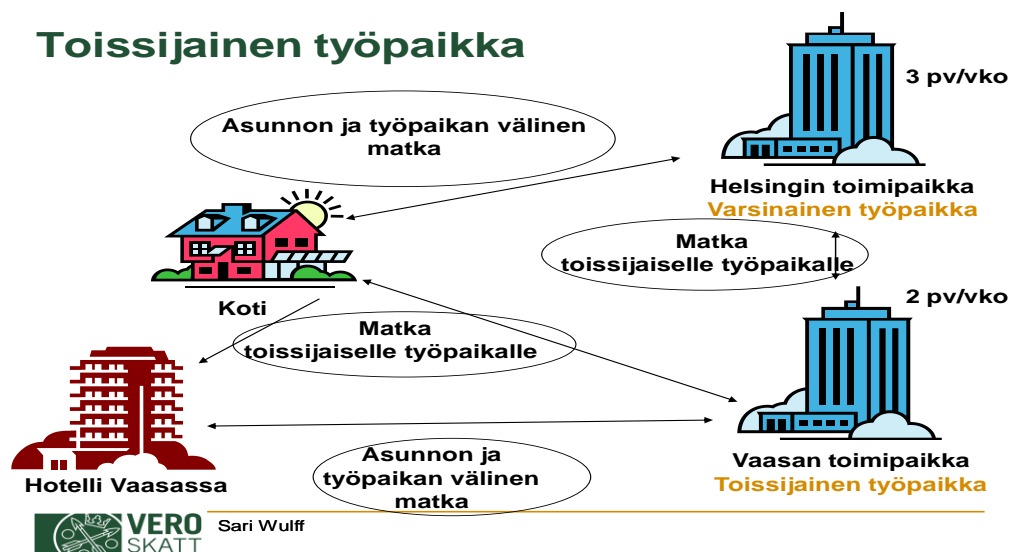 Toissijainen työpaikka
3 pv/vko
Asunnon ja työpaikan välinen
matka
Helsingin toimipaikka
Varsinainen työpaikka
Matka
toissijaiselle työpaikalle
Koti
2 pv/vko
Matka
toissijaiselle työpaikalle
Hotelli Vaasassa
Asunnon ja
työpaikan välinen
matka
Vaasan toimipaikka
Toissijainen työpaikka
VERO
SKATT
Sari Wulff